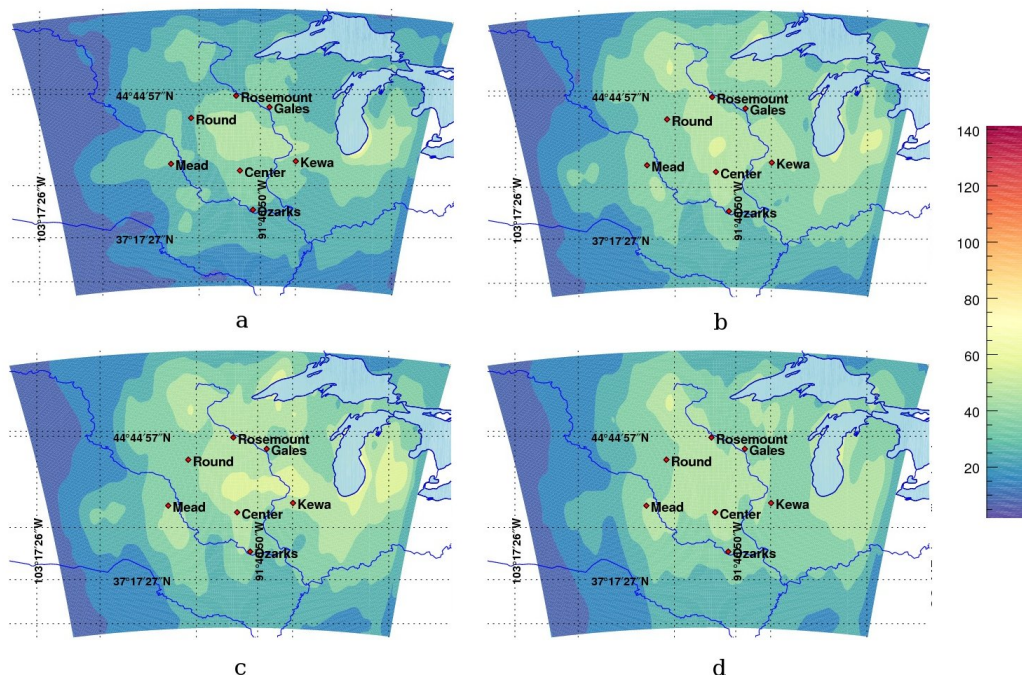 44°44′57″N
Rosemount
Gales
Round
Mead
Center
Kewa
Ozarks
103°17′26″W
91°40′50″W
37°17′27″N
a
44°44′57″N
Rosemount
Gales
Round
Mead
Center
Kewa
Ozarks
103°17′26″W
91°40′50″W
37°17′27″N
b
140
120
100
80
60
40
20
44°44′57″N
Rosemount
Gales
Round
Mead
Center
Kewa
Ozarks
103°17′26″W
91°40′50″W
37°17′27″N
c
44°44′57″N
Rosemount
Gales
Round
Mead
Center
Kewa
Ozarks
103°17′26″W
91°40′50″W
37°17′27″N
d